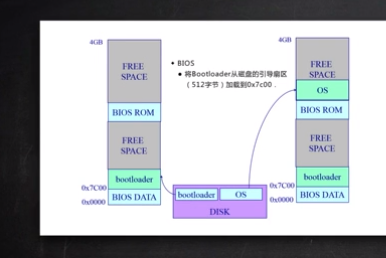 4GB
FREE
SPACE
BIOS ROM
FREE
SPACE
bootloader
0x7C00
BIOS DATA
0x0000
• BIOS
▪ 将Bootloader从磁盘的引导扇区
（512字节）加载到0x7c00．
bootloader
OS
DISK
4GB
FREE
SPACE
OS
BIOS ROM
FREE
SPACE
bootloader
0x7C00
BIOS DATA
0x0000